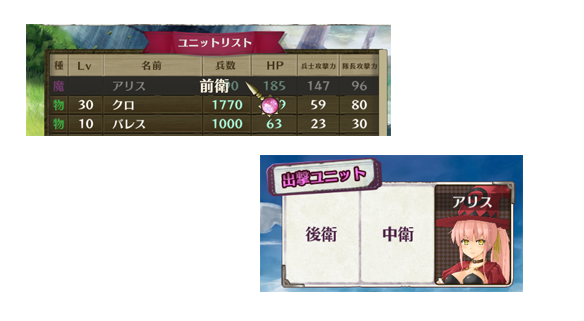 ユニットリスト
種 Lv 名前 兵数 HP 兵士攻撃力 隊長攻撃力
魔 アリス 前衛 0 185 147 96
物 30 クロ 1770 9 59 80
物 10 バレス 1000 63 23 30
出撃ユニット
後衛 中衛 アリス